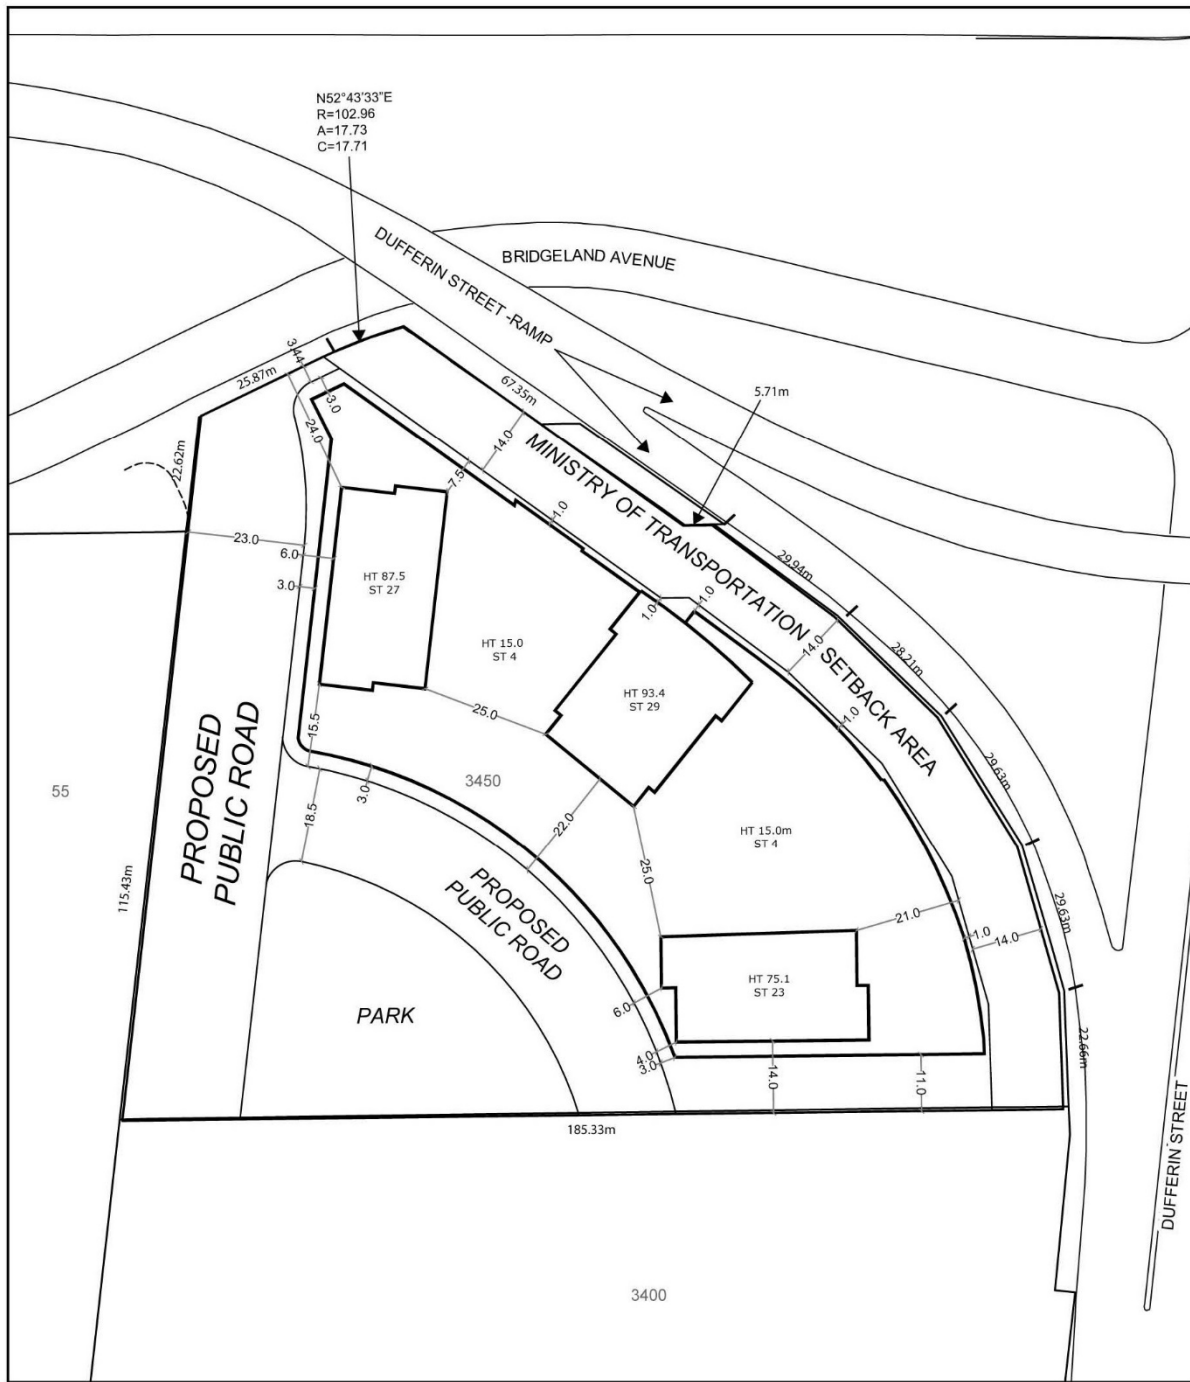 N52°43'33"E
R=102.96
A=17.73
C=17.71
DUFFERIN STREET -RAMP
BRIDGELAND AVENUE
3.44
25.87m
3.0
67.35m
5.71m
24.0
22.62m
14.0
7.5
MINISTRY OF TRANSPORTATION - SETBACK AREA
1.0
29.94m
23.0
6.0
3.0
HT 87.5
ST 27
1.0
1.0
HT 15.0
ST 4
14.0
28.21m
HT 93.4
ST 29
25.0
15.5
1.0
PROPOSED
PUBLIC ROAD
29.63m
3450
55
3.0
18.5
22.0
HT 15.0m
ST 4
25.0
115.43m
PROPOSED
PUBLIC ROAD
21.0
29.63m
1.0
14.0
HT 75.1
ST 23
6.0
PARK
4.0
3.0
14.0
11.0
22.66m
185.33m
DUFFERIN STREET
3400